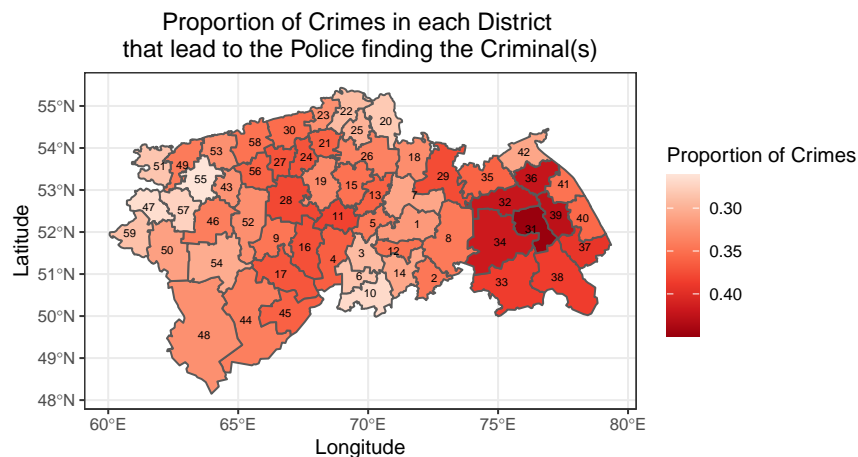 Proportion of Crimes in each District
that lead to the Police finding the Criminal(s)
55°N
54°N
53°N
52°N
51°N
50°N
49°N
48°N
Latitude
60°E 65°E 70°E 75°E 80°E
Longitude
22
23 20
30 25
58 21 42
53 26 18
51 49 27 24 29 35 36
56 41
55 43 19 15 13 7
28 32
47 57 39 40
46 52 11 5 1 31
59 9 8 34 37
50 16 3 12
54 4
17 6 14 2 33 38
10
44 45
48
Proportion of Crimes
0.30
0.35
0.40